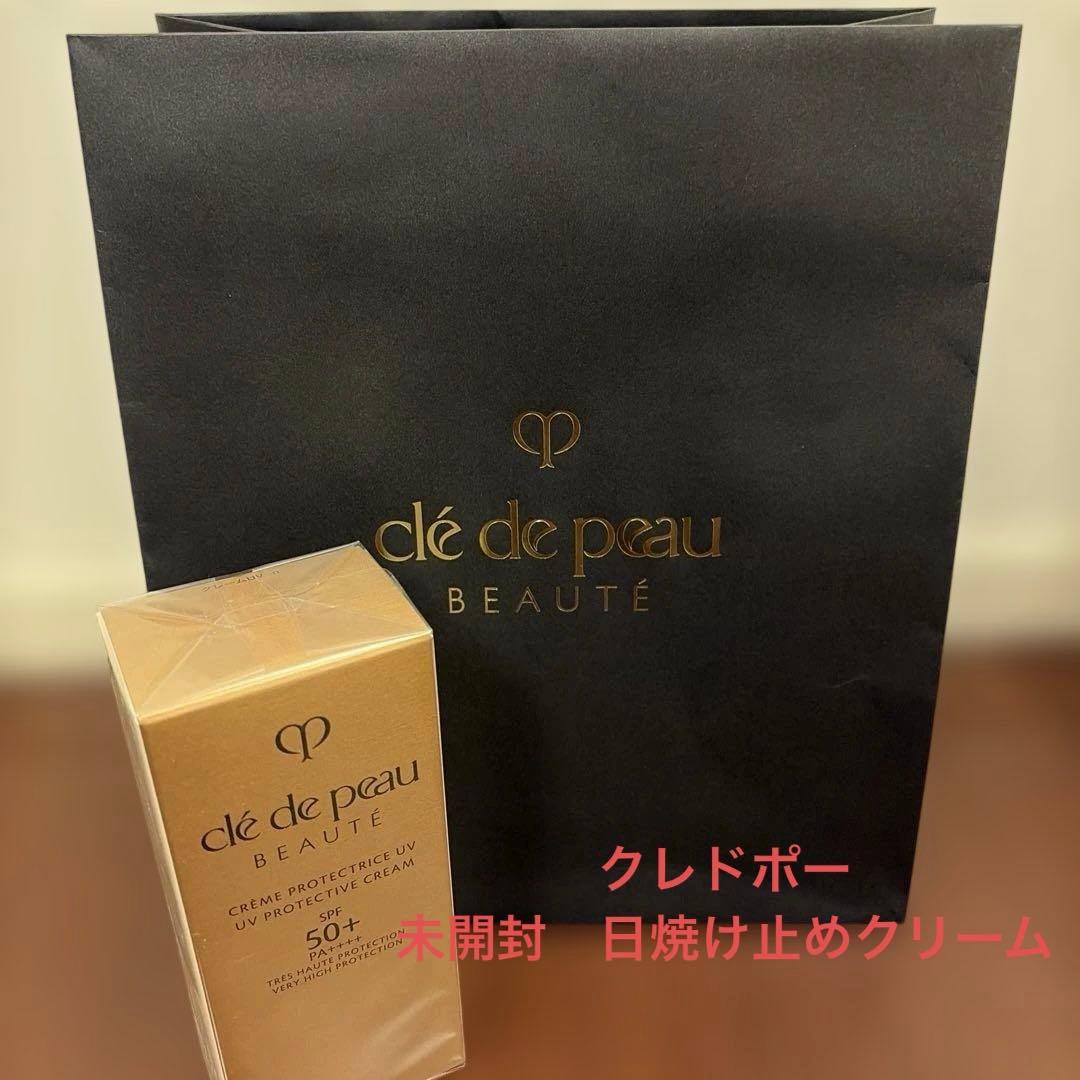 clé de peau
BEAUTÉ
clé de peau
BEAUTÉ
CRÈME PROTECTRICE UV
UV PROTECTIVE CREAM
SPF
50+
PA++++
TRÈS HAUTE PROTECTION
VERY HIGH PROTECTION
クレドポー
未開封　日焼け止めクリーム